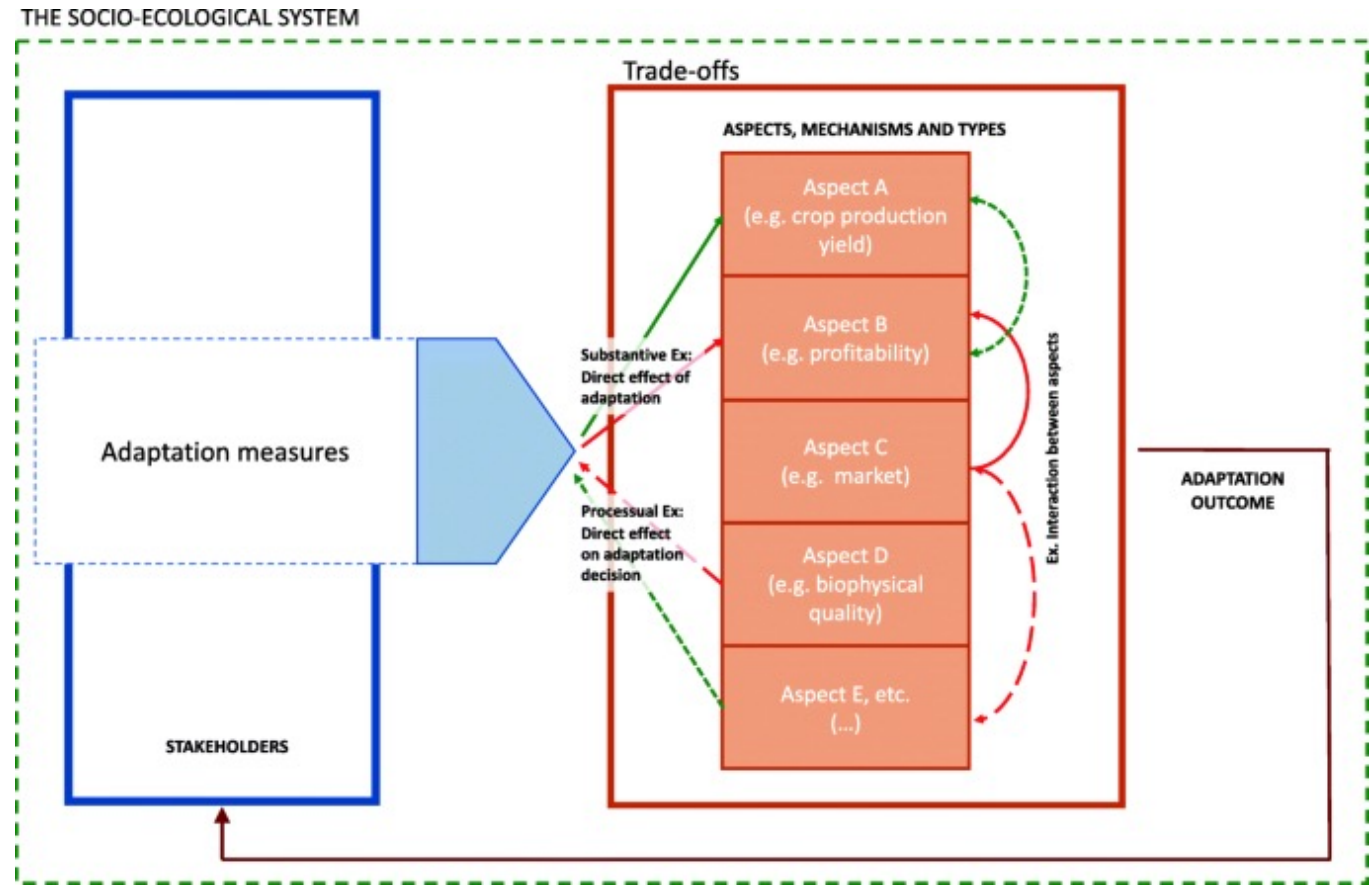 THE SOCIO-ECOLOGICAL SYSTEM
Trade-offs
ASPECTS, MECHANISMS AND TYPES
Aspect A
(e.g. crop production
yield)
Aspect B
(e.g. profitability)
Aspect C
(e.g. market)
Aspect D
(e.g. biophysical
quality)
Aspect E, etc.
(...)
Substantive Ex:
Direct effect of
adaptation
Processual Ex:
Direct effect
on adaptation
decision
Ex. Interaction between aspects
Adaptation measures
STAKEHOLDERS
ADAPTATION
OUTCOME